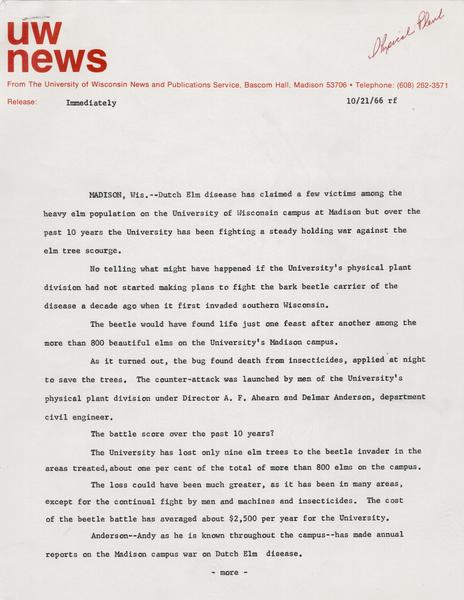 uw
news
Physical Plant
From The University of Wisconsin News and Publications Service, Bascom Hall, Madison 53706 • Telephone: (608) 262-3571
Release: Immediately 10/21/66 rf
MADISON, Wis.--Dutch Elm disease has claimed a few victims among the
heavy elm population on the University of Wisconsin campus at Madison but over the
past 10 years the University has been fighting a steady holding war against the
elm tree scourge.
No telling what might have happened if the University's physical plant
division had not started making plans to fight the bark beetle carrier of the
disease a decade ago when it first invaded southern Wisconsin.
The beetle would have found life just one feast after another among the
more than 800 beautiful elms on the University's Madison campus.
As it turned out, the bug found death from insecticides, applied at night
to save the trees. The counter-attack was launched by men of the University's
physical plant division under Director A. F. Ahearn and Delmar Anderson, department
civil engineer.
The battle score over the past 10 years?
The University has lost only nine elm trees to the beetle invader in the
areas treated,about one per cent of the total of more than 800 elms on the campus.
The loss could have been much greater, as it has been in many areas,
except for the continual fight by men and machines and insecticides. The cost
of the beetle battle has averaged about $2,500 per year for the University.
Anderson--Andy as he is known throughout the campus--has made annual
reports on the Madison campus war on Dutch Elm disease.
- more -